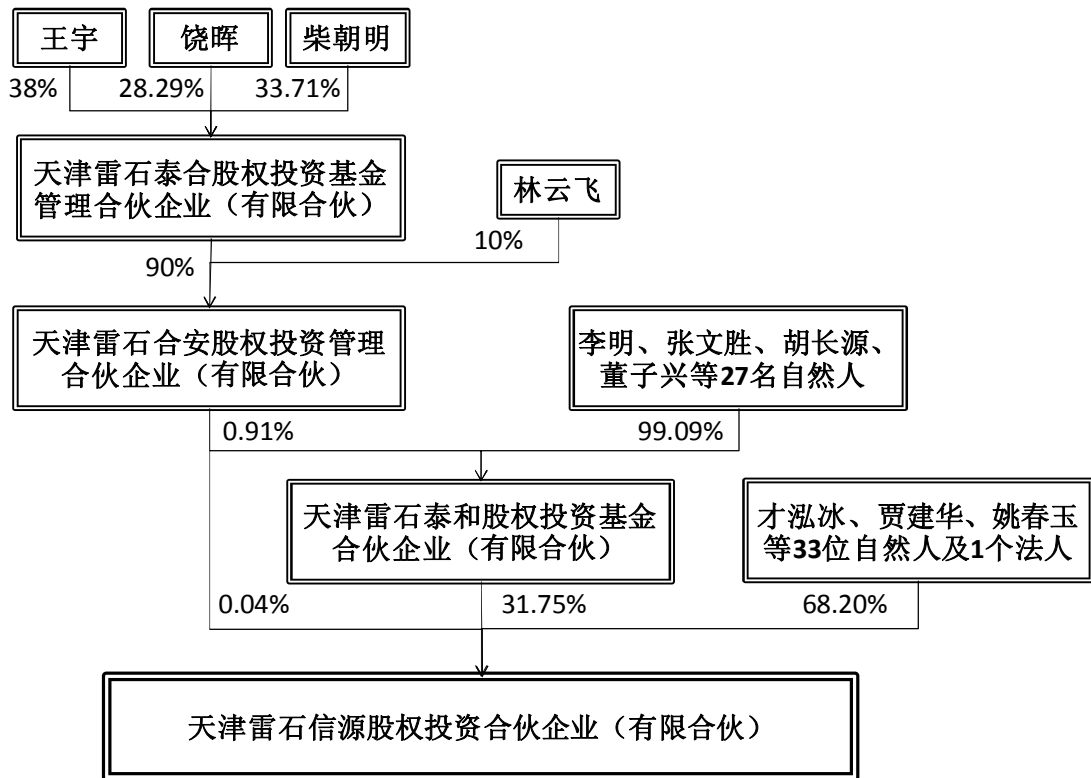 王宇
饶晖
柴朝明
38%
28.29%
33.71%
天津雷石泰合股权投资基金
管理合伙企业（有限合伙）
林云飞
10%
90%
天津雷石合安股权投资管理
合伙企业（有限合伙）
李明、张文胜、胡长源、
董子兴等27名自然人
0.91%
99.09%
天津雷石泰和股权投资基金
合伙企业（有限合伙）
才泓冰、贾建华、姚春玉
等33位自然人及1个法人
0.04%
31.75%
68.20%
天津雷石信源股权投资合伙企业（有限合伙）